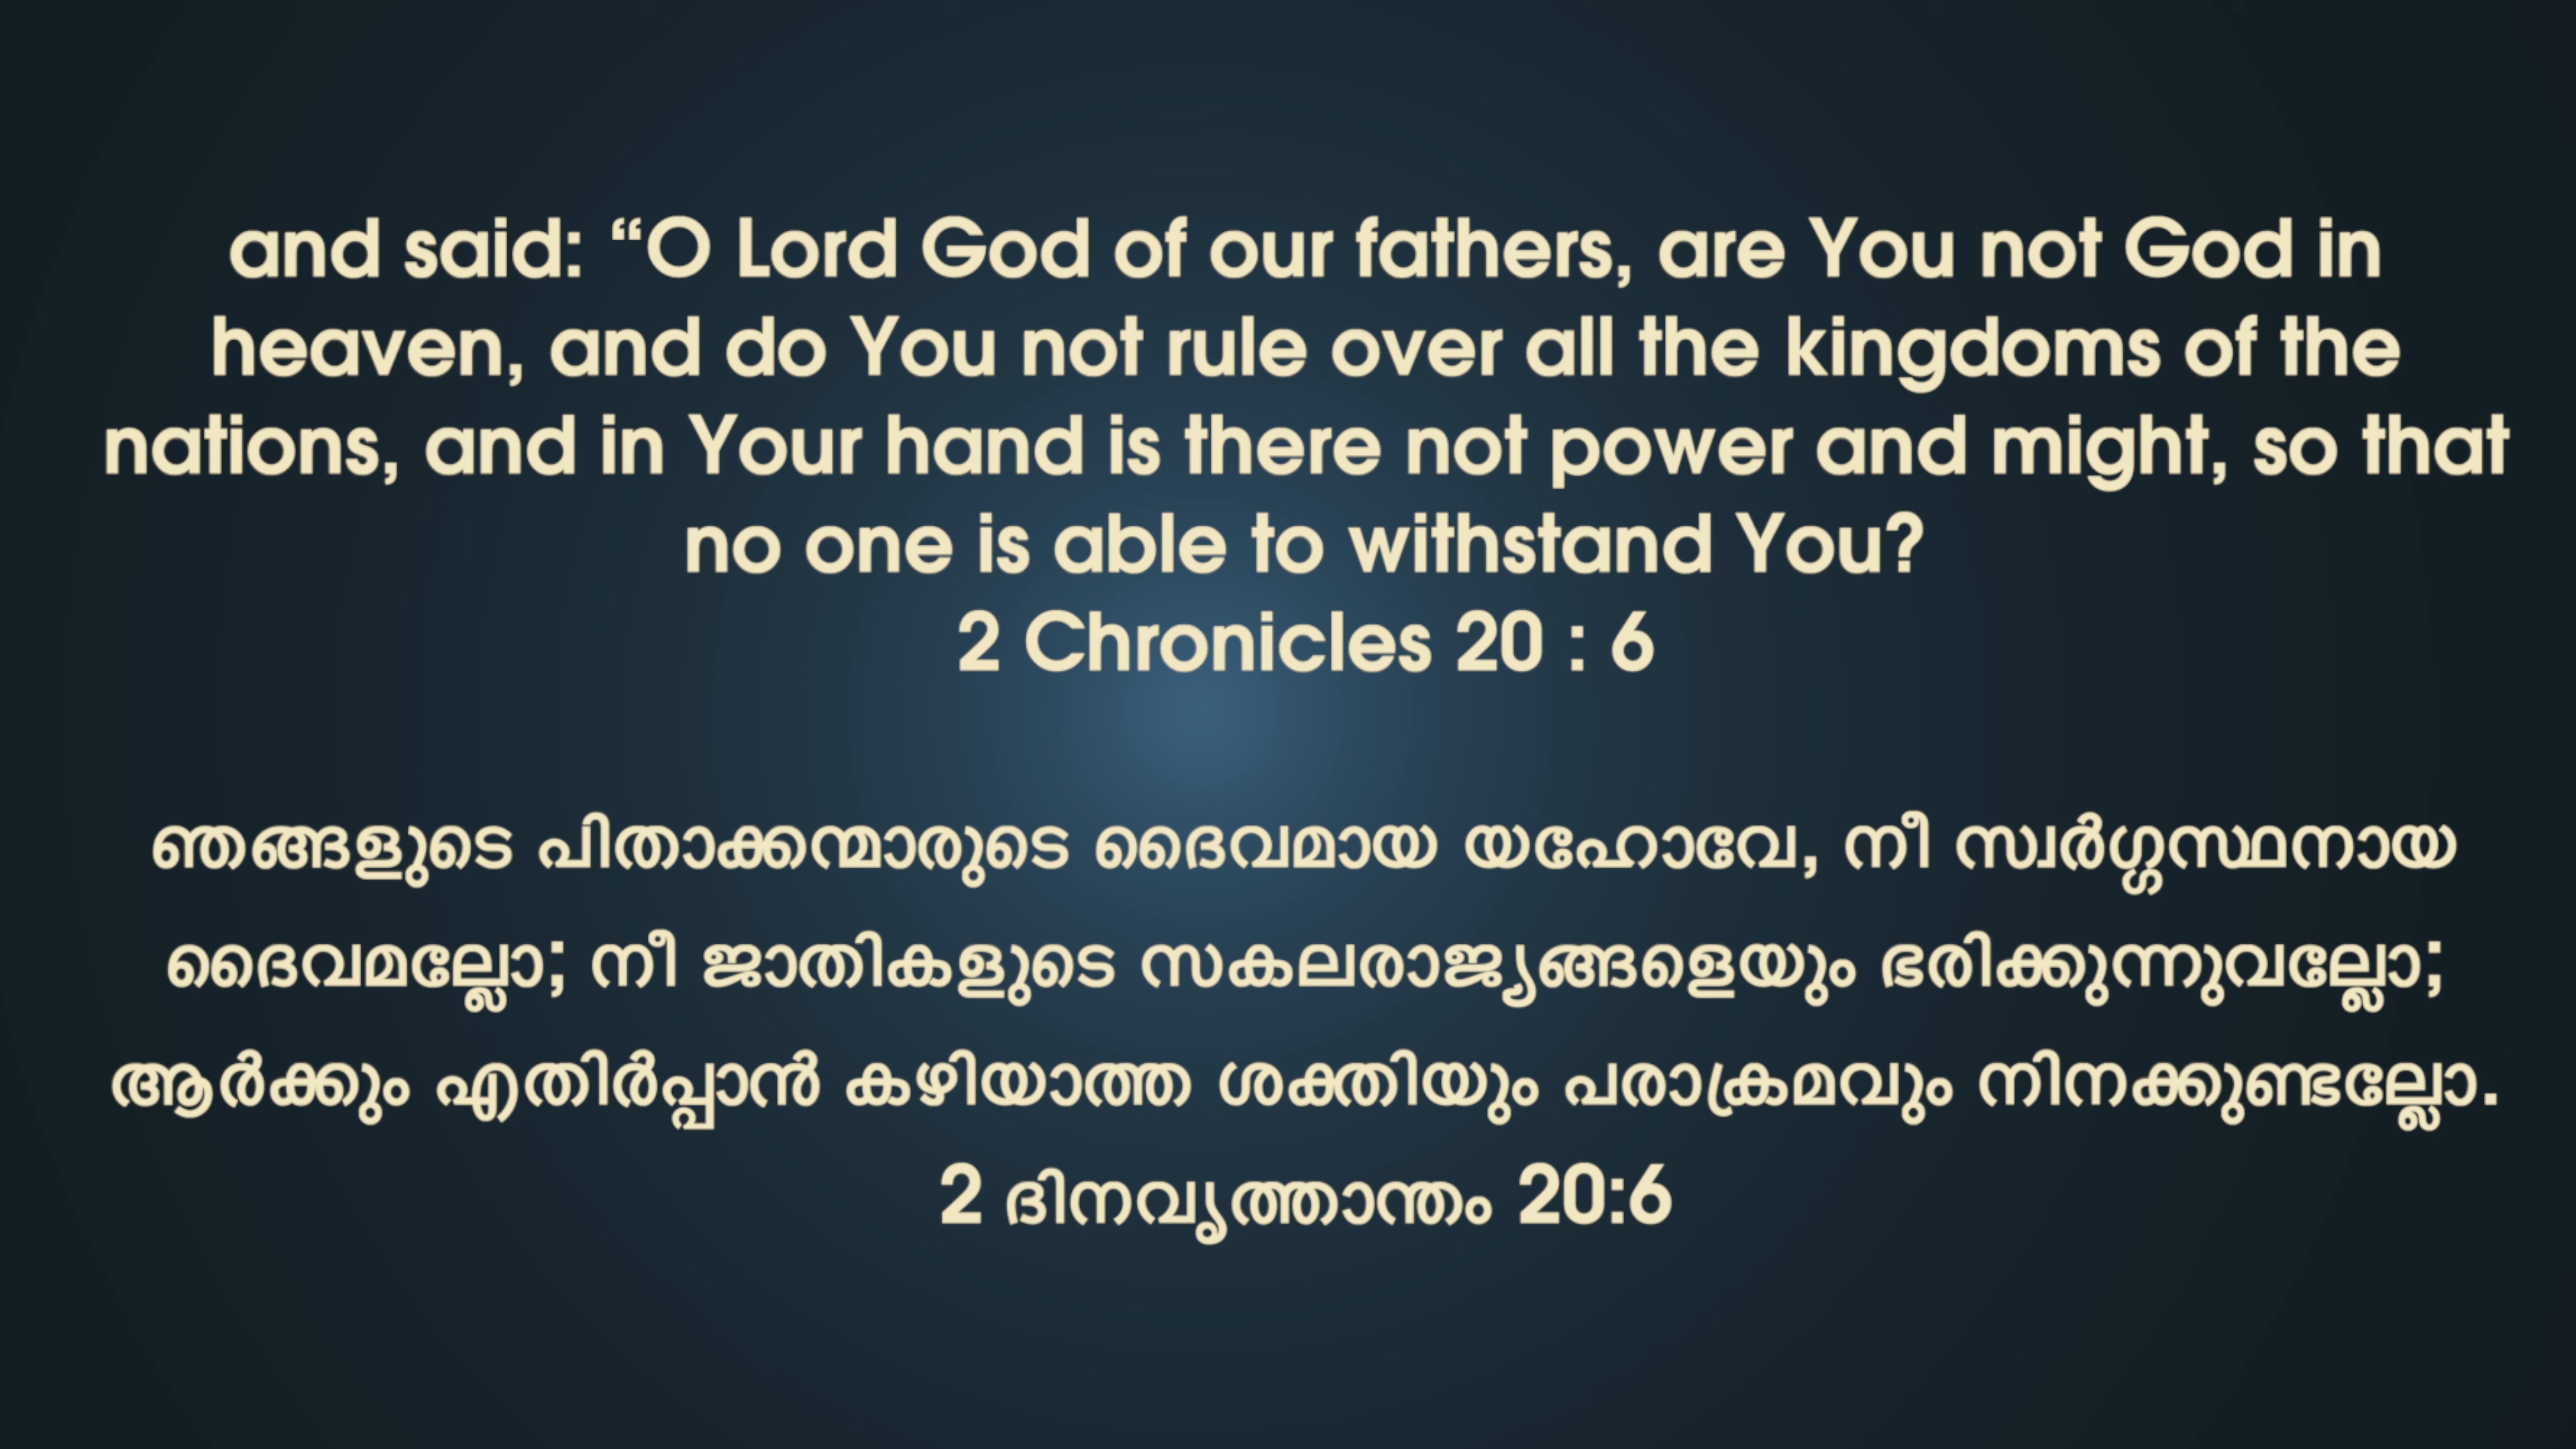 and said: “O Lord God of our fathers, are You not God in
heaven, and do You not rule over all the kingdoms of the
nations, and in Your hand is there not power and might, so that
no one is able to withstand You?
2 Chronicles 20 : 6
ഞങ്ങളുടെ പിതാക്കന്മാരുടെ ദൈവമായ യഹോവേ, നീ സ്വർഗ്ഗസ്ഥനായ
ദൈവമല്ലോ; നീ ജാതികളുടെ സകലരാജ്യങ്ങളെയും ഭരിക്കുന്നുവല്ലോ;
ആർക്കും എതിർപ്പാൻ കഴിയാത്ത ശക്തിയും പരാക്രമവും നിനക്കുണ്ടല്ലോ.
2 ദിനവൃത്താന്തം 20:6